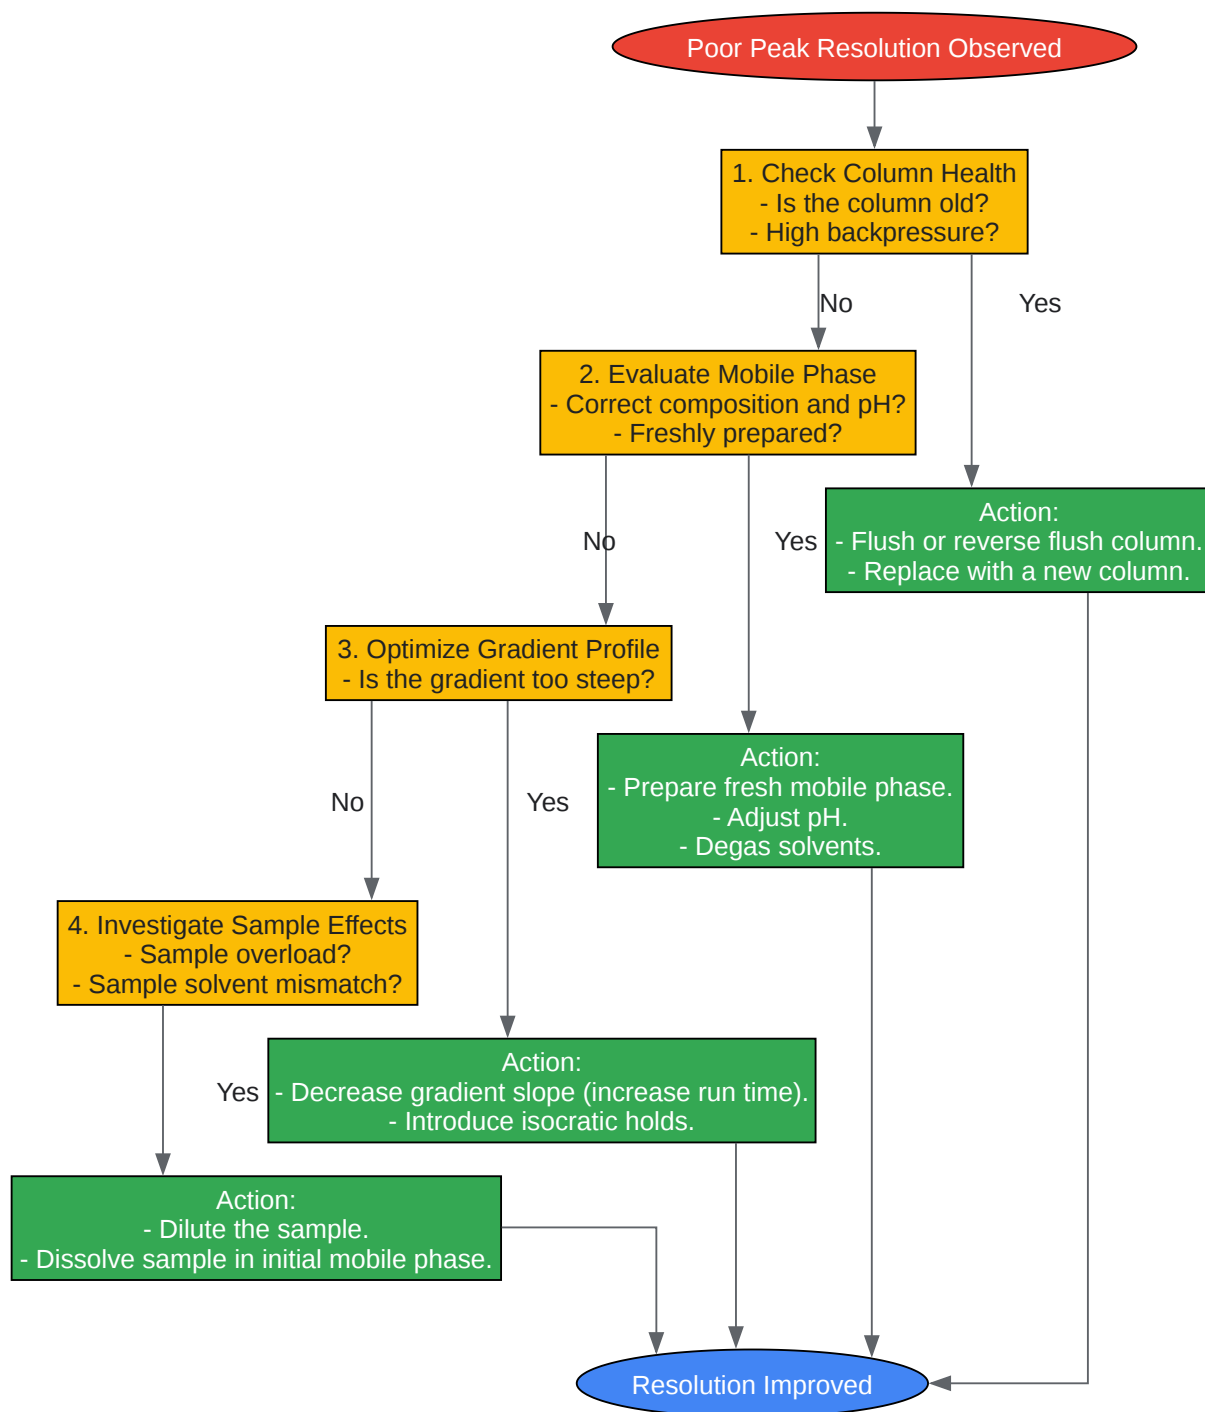 Poor Peak Resolution Observed
1. Check Column Health
- Is the column old?
- High backpressure?
No
Yes
2. Evaluate Mobile Phase
- Correct composition and pH?
- Freshly prepared?
Action:
- Flush or reverse flush column.
- Replace with a new column.
No
Yes
3. Optimize Gradient Profile
- Is the gradient too steep?
Action:
- Prepare fresh mobile phase.
- Adjust pH.
- Degas solvents.
No
Yes
4. Investigate Sample Effects
- Sample overload?
- Sample solvent mismatch?
Action:
- Decrease gradient slope (increase run time).
- Introduce isocratic holds.
Yes
Action:
- Dilute the sample.
- Dissolve sample in initial mobile phase.
Resolution Improved